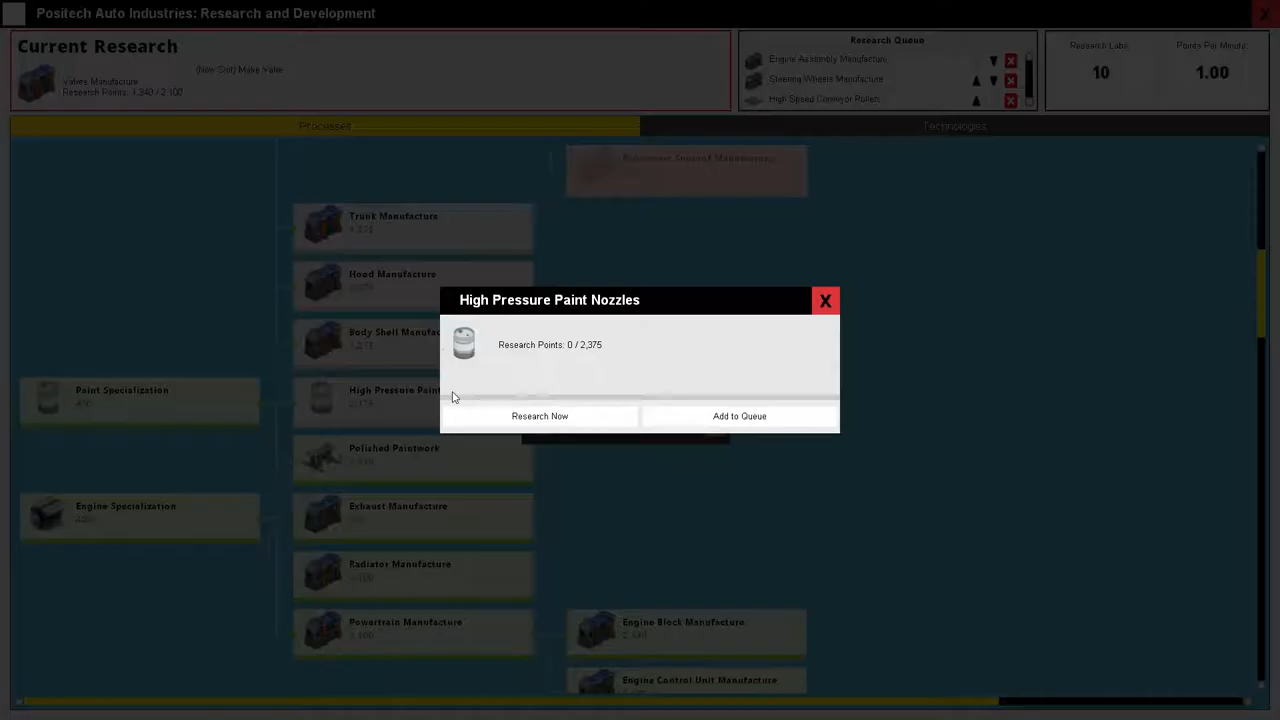 Positech Auto Industries: Research and Development
X
Current Research
(New Slot) Make Valve
Valves Manufacture
Research Points: 1,340 / 2,100
Research Queue
Engine Assembly Manufacture
Steering Wheels Manufacture
High Speed Conveyor Rollers
Research Labs:
10
Points Per Minute:
1.00
Processes
Technologies
Manufacture
Trunk Manufacture
Hood Manufacture
Body Shell Manufac
High Pressure Paint Nozzles
X
Research Points: 0 / 2,375
Research Now
Add to Queue
Paint Specialization
High Pressure Paint
Polished Paintwork
Engine Specialization
Exhaust Manufacture
Radiator Manufacture
Powertrain Manufacture
Engine Block Manufacture
Engine Control Unit Manufacture